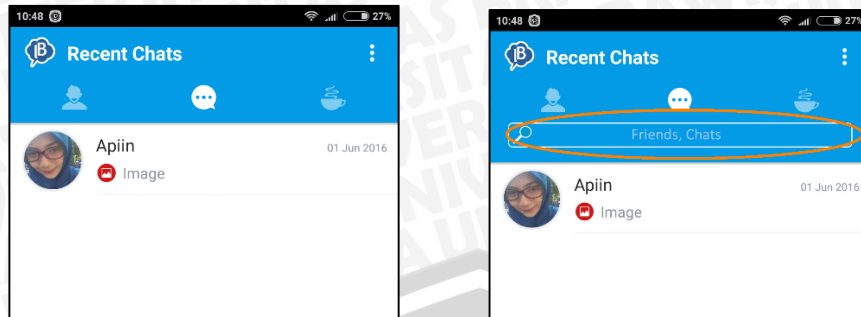 10:48
27%
B
Recent Chats
Apiin
01 Jun 2016
Image
10:48
27%
B
Recent Chats
Friends, Chats
Apiin
01 Jun 2016
Image